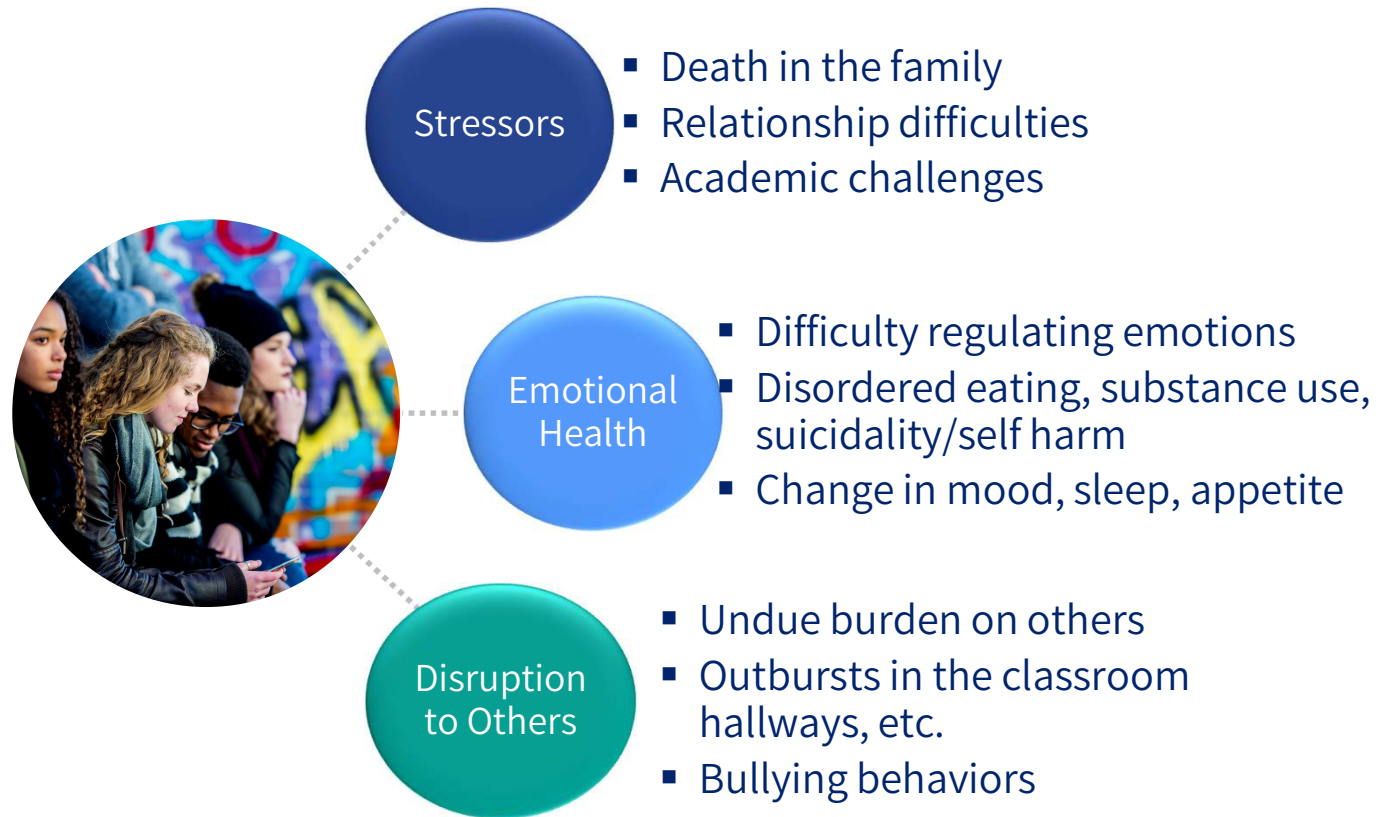 Stressors
▪ Death in the family
▪ Relationship difficulties
▪ Academic challenges
Emotional
Health
▪ Difficulty regulating emotions
▪ Disordered eating, substance use,
suicidality/self harm
▪ Change in mood, sleep, appetite
Disruption
to Others
▪ Undue burden on others
▪ Outbursts in the classroom
hallways, etc.
▪ Bullying behaviors